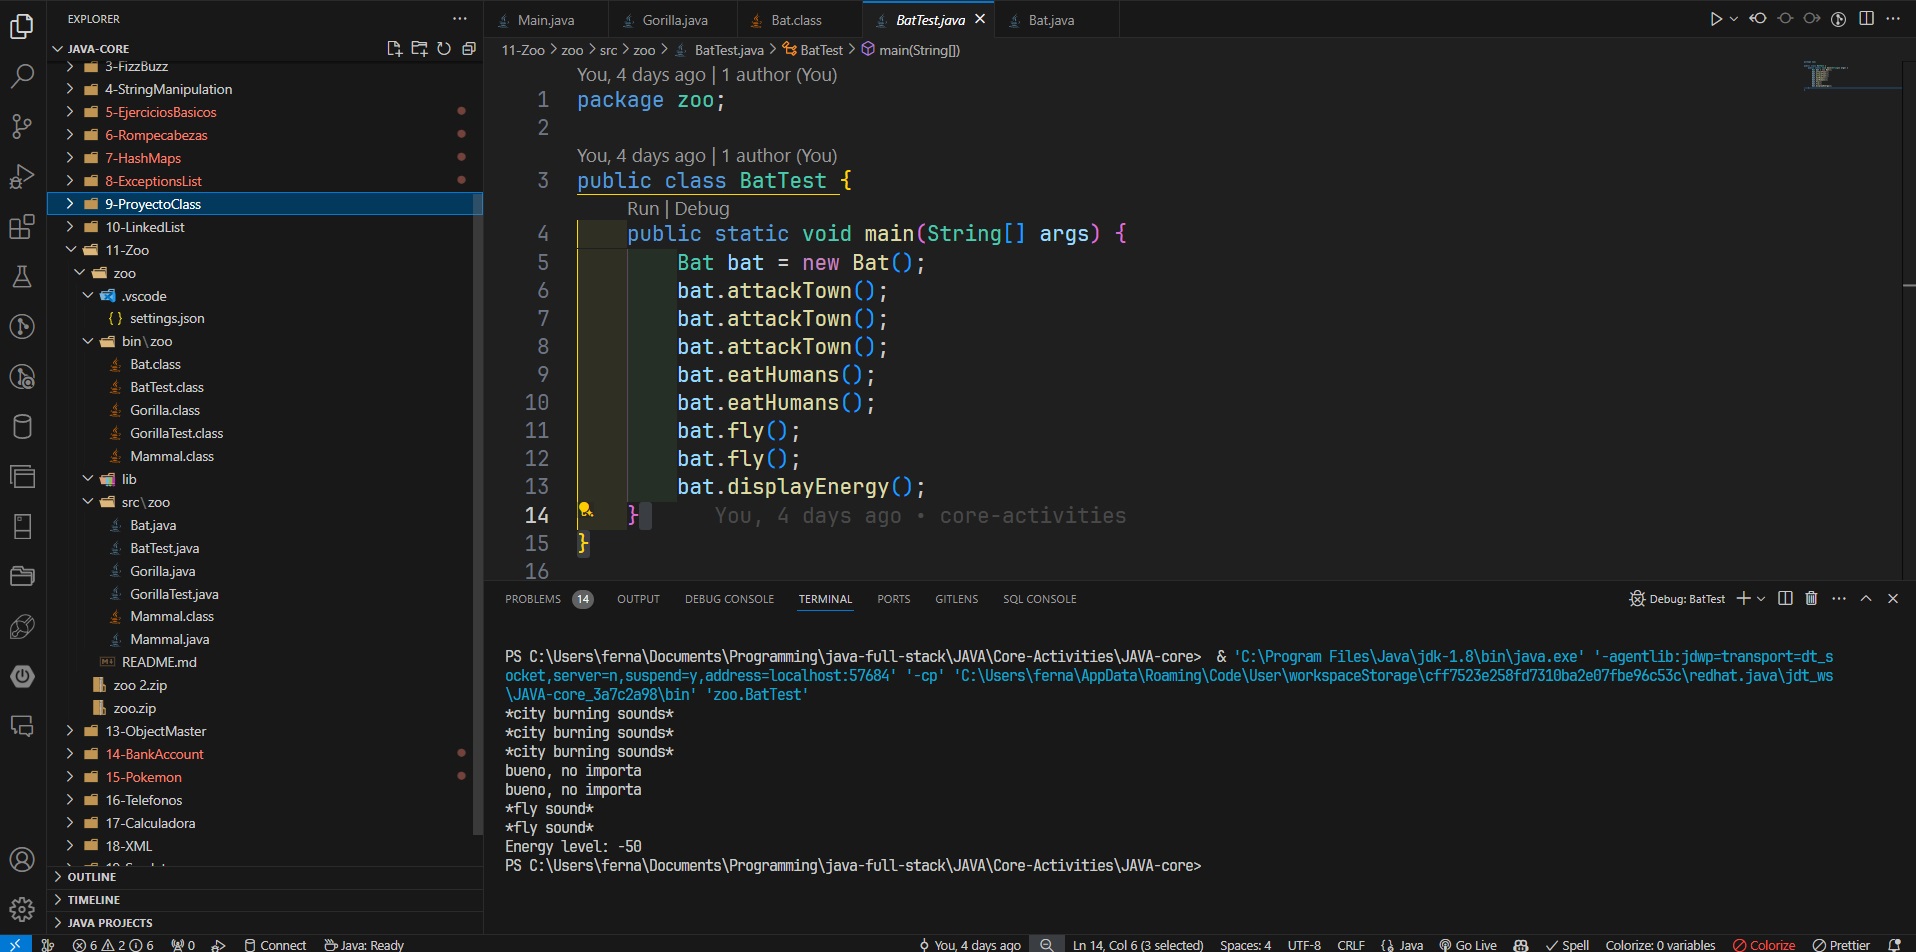 EXPLORER
JAVA-CORE
3-FizzBuzz
4-StringManipulation
5-EjerciciosBasicos
6-Rompecabezas
7-HashMaps
8-ExceptionsList
9-ProyectoClass
10-LinkedList
11-Zoo
zoo
.vscode
{ } settings.json
bin\zoo
Bat.class
BatTest.class
Gorilla.class
GorillaTest.class
Mammal.class
lib
src\zoo
Bat.java
BatTest.java
Gorilla.java
GorillaTest.java
Mammal.class
Mammal.java
README.md
zoo 2.zip
zoo.zip
13-ObjectMaster
14-BankAccount
15-Pokemon
16-Telefonos
17-Calculadora
18-XML
OUTLINE
TIMELINE
JAVA PROJECTS
Main.java Gorilla.java Bat.class BatTest.java Bat.java
11-Zoo > zoo > src > zoo > BatTest.java > BatTest > main(String[])
You, 4 days ago | 1 author (You)
1 package zoo;
2
You, 4 days ago | 1 author (You)
3 public class BatTest {
Run | Debug
4 public static void main(String[] args) {
5 Bat bat = new Bat();
6 bat.attackTown();
7 bat.attackTown();
8 bat.attackTown();
9 bat.eatHumans();
10 bat.eatHumans();
11 bat.fly();
12 bat.fly();
13 bat.displayEnergy();
14 } You, 4 days ago • core-activities
15 }
16
PROBLEMS 14 OUTPUT DEBUG CONSOLE TERMINAL PORTS GITLENS SQL CONSOLE Debug: BatTest
PS C:\Users\ferna\Documents\Programming\java-full-stack\JAVA\Core-Activities\JAVA-core> & 'C:\Program Files\Java\jdk-1.8\bin\java.exe' '-agentlib:jdwp=transport=dt_s
ocket,server=n,suspend=y,address=localhost:57684' '-cp' 'C:\Users\ferna\AppData\Roaming\Code\User\workspaceStorage\cff7523e258fd7310ba2e07fbe96c53c\redhat.java\jdt_ws
\JAVA-core_3a7c2a98\bin' 'zoo.BatTest'
*city burning sounds*
*city burning sounds*
*city burning sounds*
bueno, no importa
bueno, no importa
*fly sound*
*fly sound*
Energy level: -50
PS C:\Users\ferna\Documents\Programming\java-full-stack\JAVA\Core-Activities\JAVA-core>
6 2 6 0 Connect Java: Ready You, 4 days ago Ln 14, Col 6 (3 selected) Spaces: 4 UTF-8 CRLF { } Java Go Live Spell Colorize: 0 variables Colorize Prettier